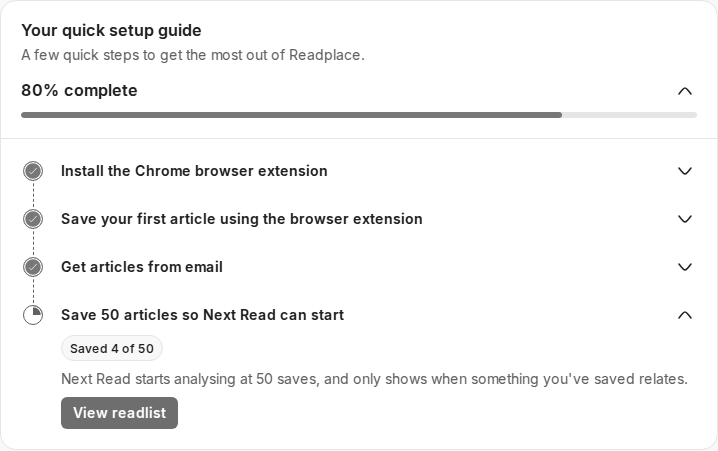 Your quick setup guide
A few quick steps to get the most out of Readplace.
80% complete
Install the Chrome browser extension
Save your first article using the browser extension
Get articles from email
Save 50 articles so Next Read can start
Saved 4 of 50
Next Read starts analysing at 50 saves, and only shows when something you've saved relates.
View readlist